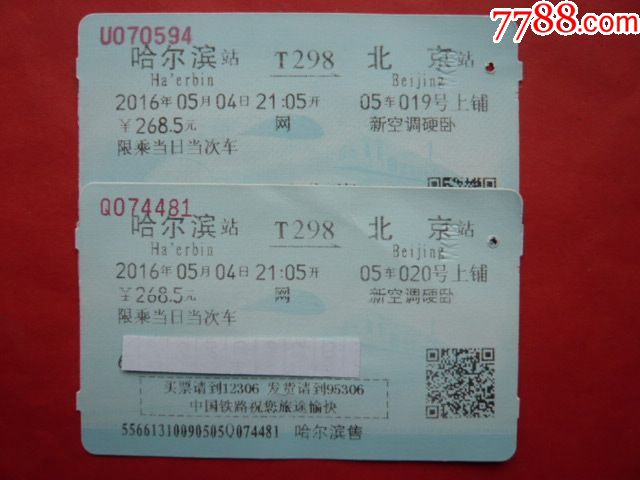 7788.com
U070594
哈尔滨站 T298 北京站
Ha'erbin Beijing
2016年05月04日21:05开 05车019号上铺
￥268.5元 网 新空调硬卧
限乘当日当次车
Q074481
哈尔滨站 T298 北京站
Ha'erbin Beijing
2016年05月04日21:05开 05车020号上铺
￥268.5元 网 新空调硬卧
限乘当日当次车
买票请到12306 发货请到95306
中国铁路祝您旅途愉快
55661310090505Q074481 哈尔滨售